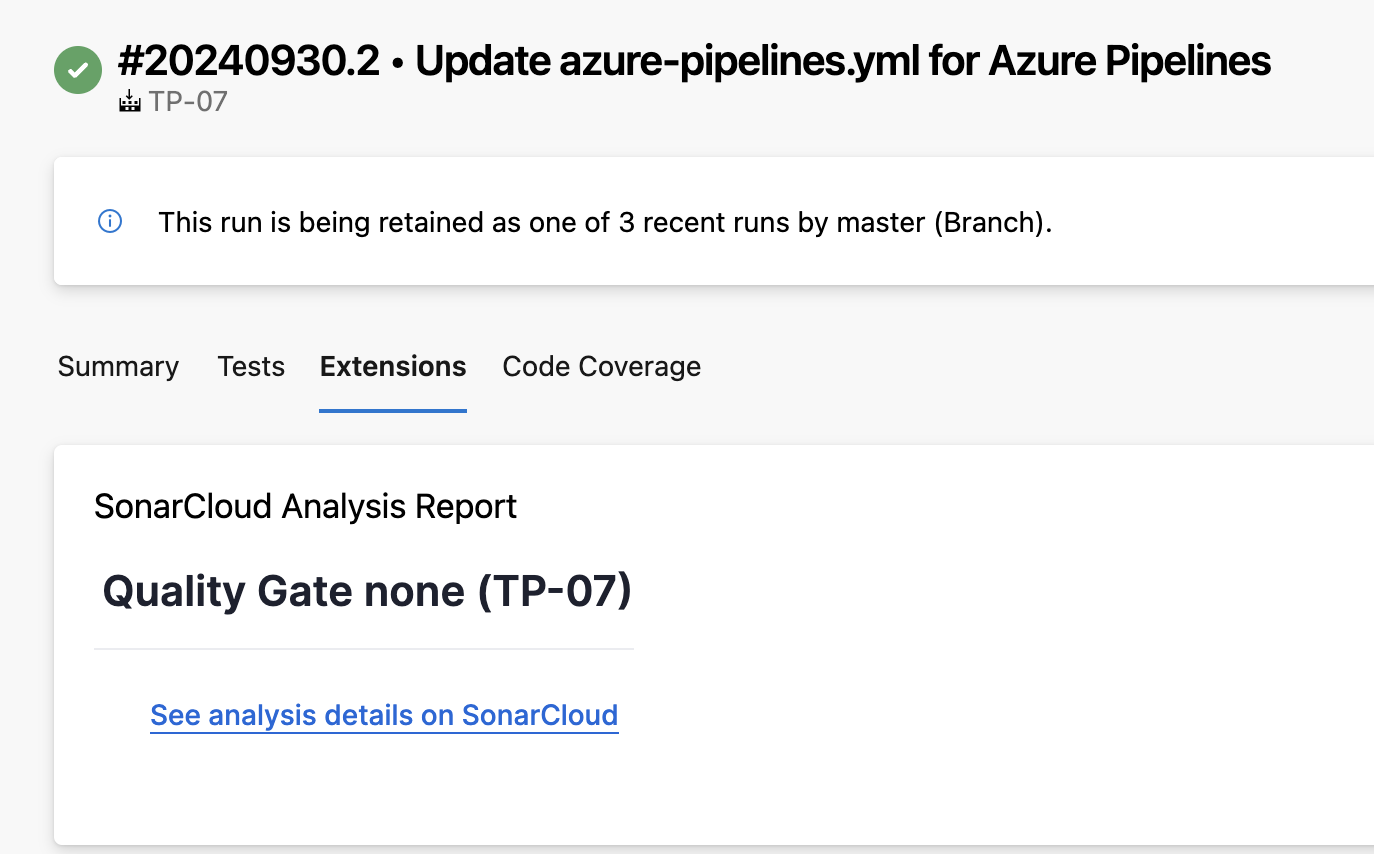 #20240930.2 • Update azure-pipelines.yml for Azure Pipelines
TP-07
This run is being retained as one of 3 recent runs by master (Branch).
Summary Tests Extensions Code Coverage
SonarCloud Analysis Report
Quality Gate none (TP-07)
See analysis details on SonarCloud